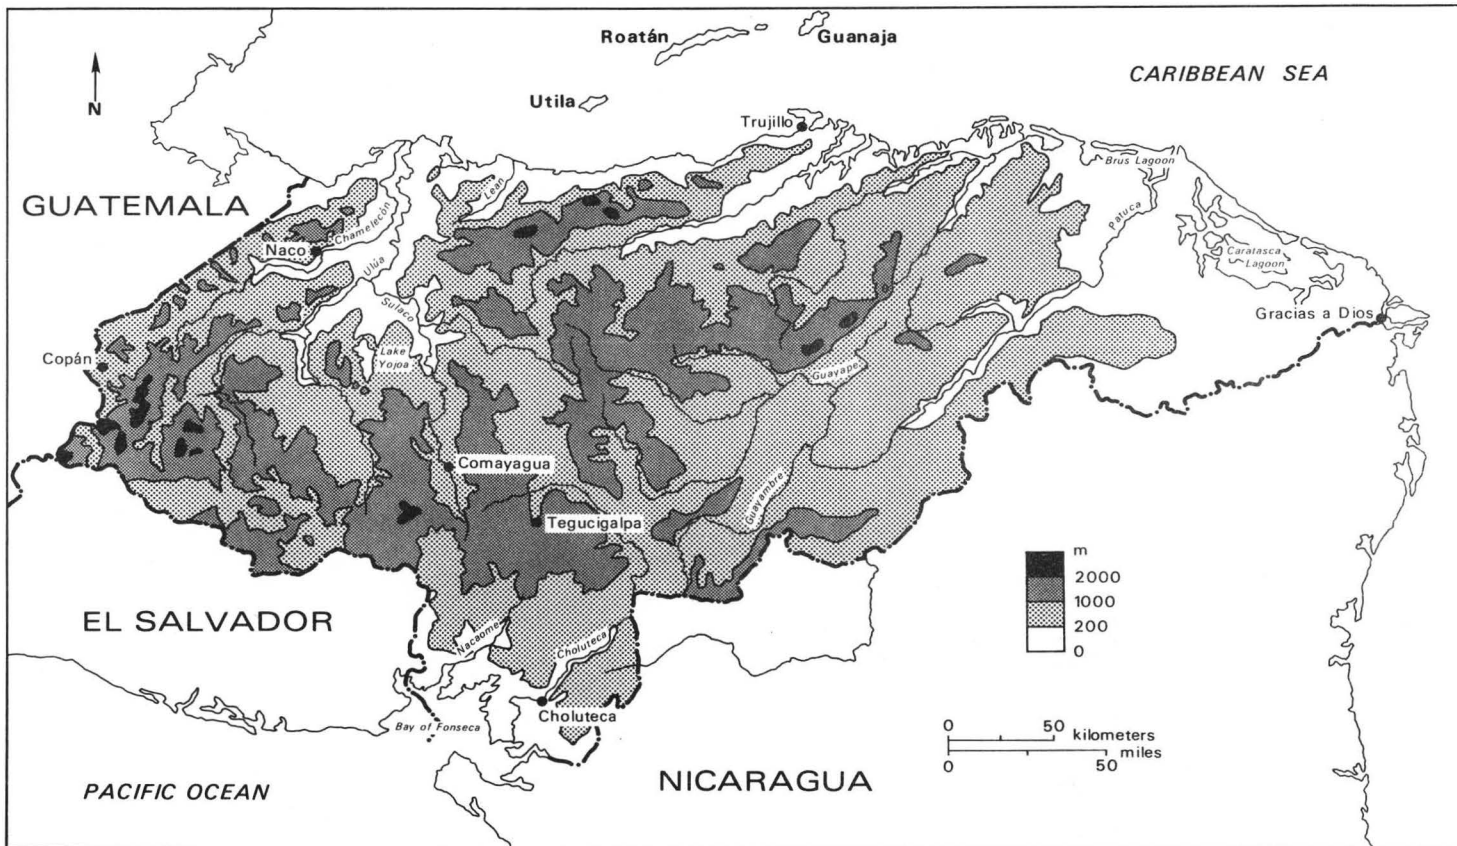 Roatán
Guanaja
CARIBBEAN SEA
N
Utila
Trujillo
Brus Lagoon
GUATEMALA
Lean
Chamelecón
Naco
Patuca
Ulúa
Caratasca
Lagoon
Sulaco
Gracias a Dios
Copán
Lake
Yojoa
Guayape
Comayagua
Guayambre
Tegucigalpa
m
2000
1000
200
0
EL SALVADOR
Nacaome
Choluteca
Choluteca
Bay of Fonseca
0 50 kilometers
0 50 miles
NICARAGUA
PACIFIC OCEAN